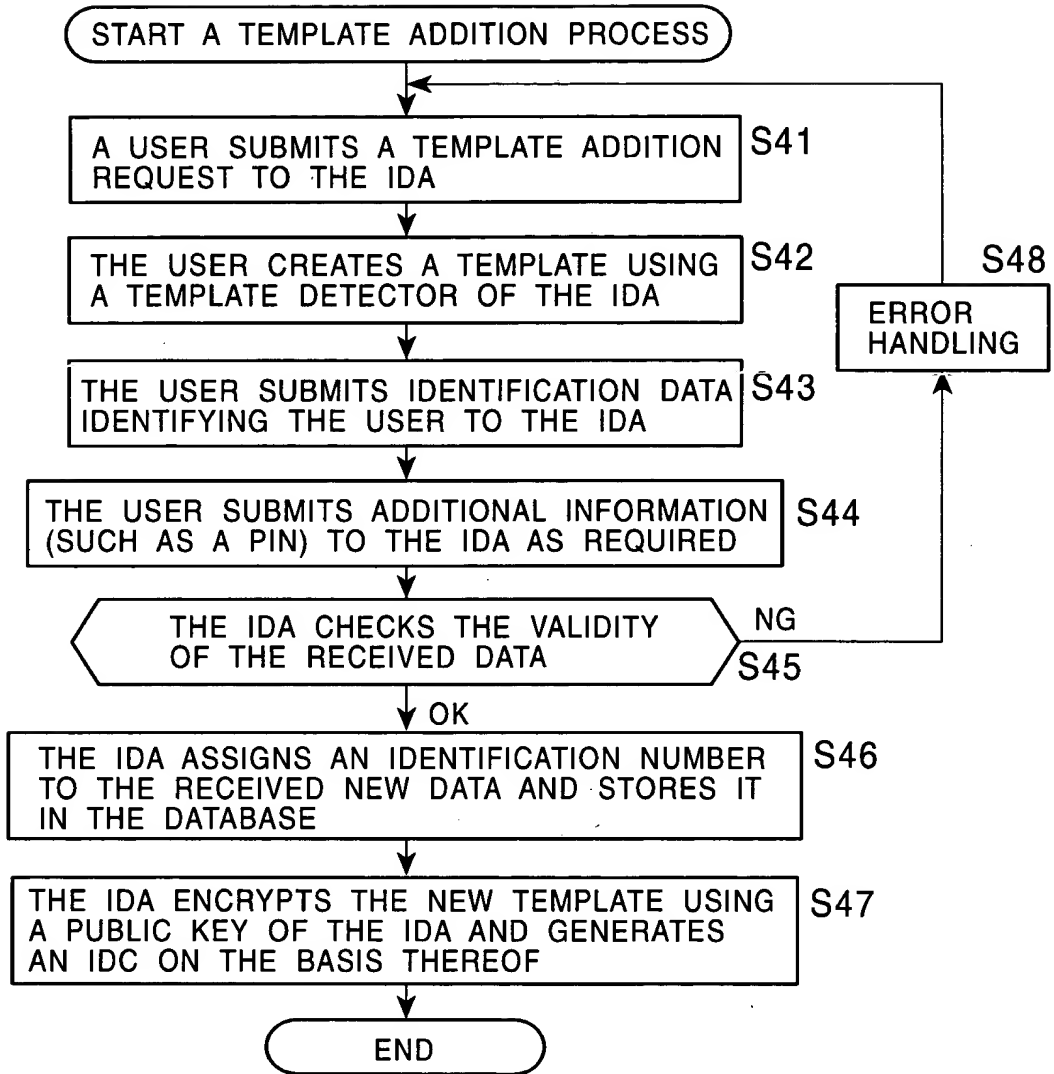 START A TEMPLATE ADDITION PROCESS
A USER SUBMITS A TEMPLATE ADDITION
REQUEST TO THE IDA
S41
THE USER CREATES A TEMPLATE USING
A TEMPLATE DETECTOR OF THE IDA
S42
S48
ERROR
HANDLING
THE USER SUBMITS IDENTIFICATION DATA
IDENTIFYING THE USER TO THE IDA
S43
THE USER SUBMITS ADDITIONAL INFORMATION
(SUCH AS A PIN) TO THE IDA AS REQUIRED
S44
THE IDA CHECKS THE VALIDITY
OF THE RECEIVED DATA
NG
S45
OK
THE IDA ASSIGNS AN IDENTIFICATION NUMBER
TO THE RECEIVED NEW DATA AND STORES IT
IN THE DATABASE
S46
THE IDA ENCRYPTS THE NEW TEMPLATE USING
A PUBLIC KEY OF THE IDA AND GENERATES
AN IDC ON THE BASIS THEREOF
S47
END